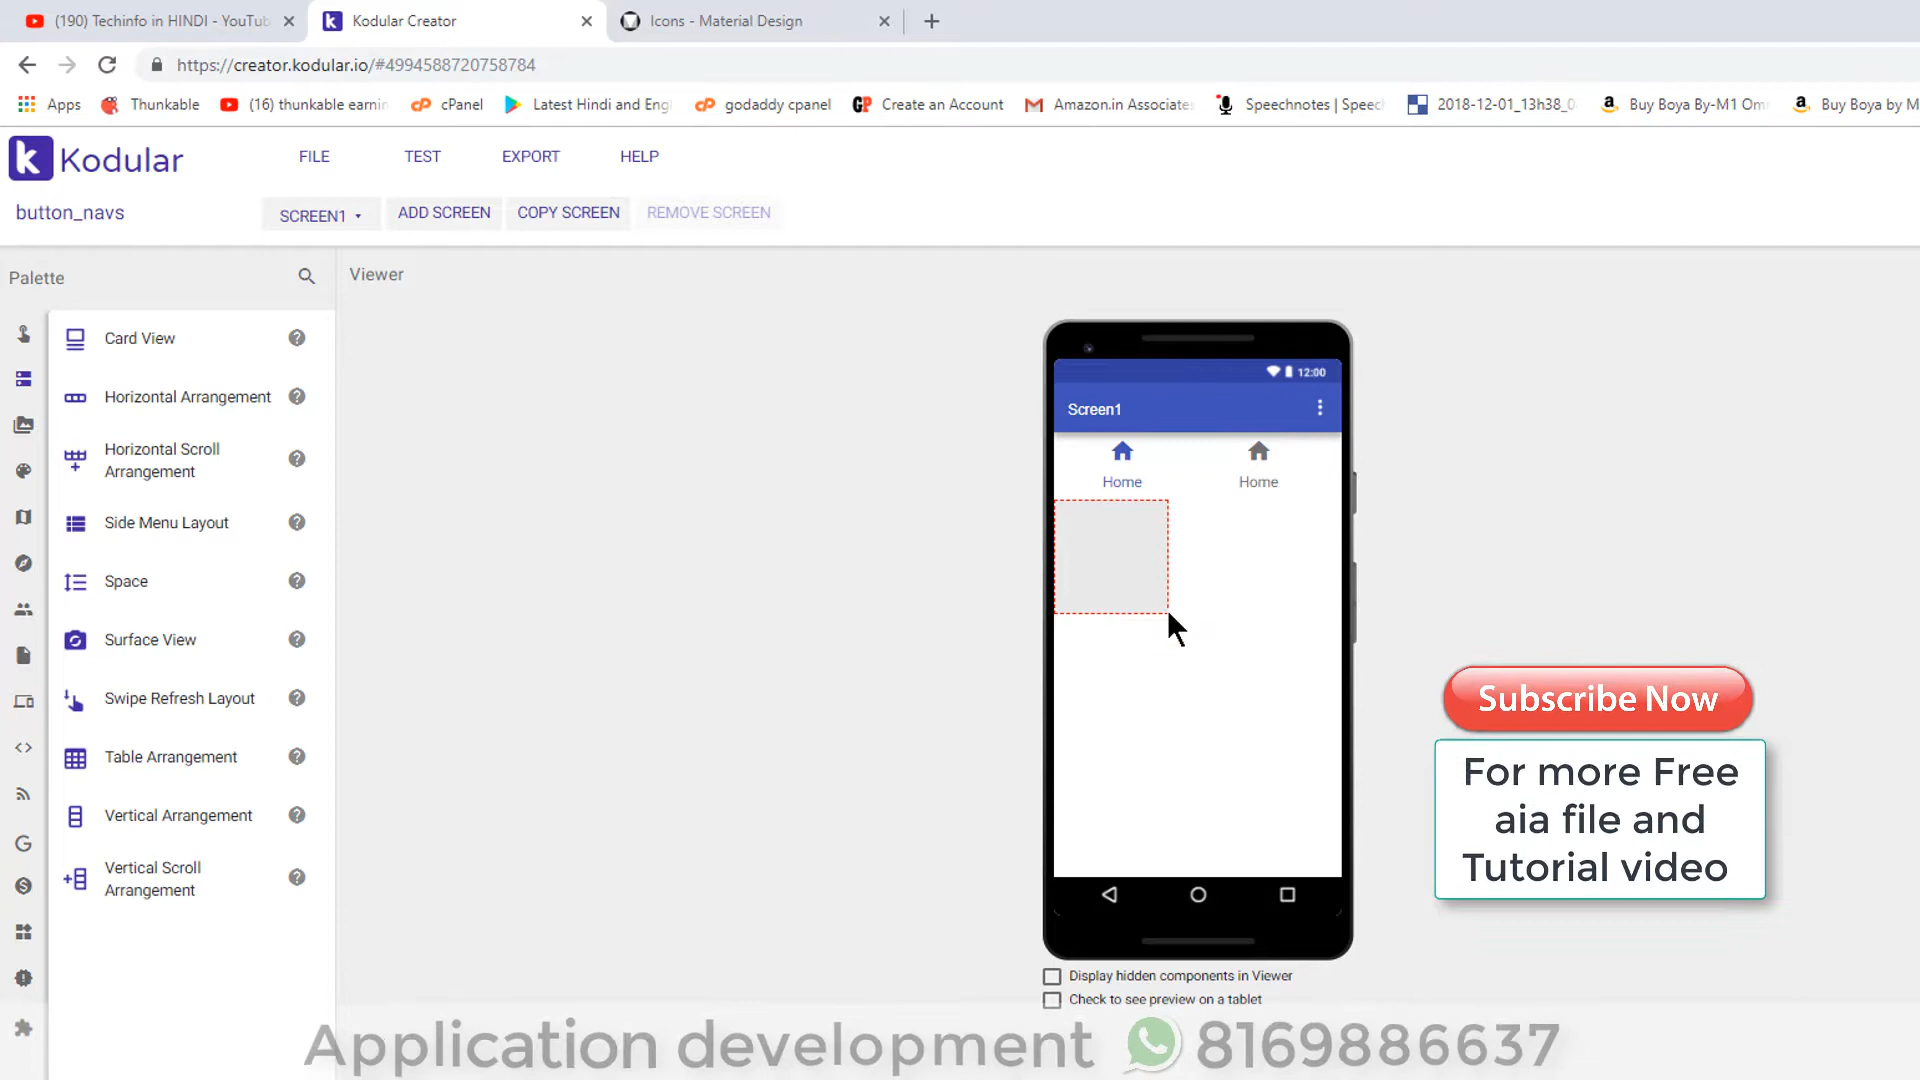 (190) Techinfo in HINDI - YouTub
Kodular Creator
Icons - Material Design
https://creator.kodular.io/#4994588720758784
Apps
Thunkable
(16) thunkable earnin
cPanel
Latest Hindi and Eng
godaddy cpanel
GP
Create an Account
Amazon.in Associates
Speechnotes | Speech
2018-12-01_13h38_0
Buy Boya By-M1 Om
Buy Boya by M
Kodular
FILE
TEST
EXPORT
HELP
button_navs
SCREEN1
ADD SCREEN
COPY SCREEN
REMOVE SCREEN
Palette
Viewer
Card View
Horizontal Arrangement
Horizontal Scroll
Arrangement
Side Menu Layout
Space
Surface View
Swipe Refresh Layout
Table Arrangement
Vertical Arrangement
Vertical Scroll
Arrangement
12:00
Screen1
Home
Home
Display hidden components in Viewer
Check to see preview on a tablet
Subscribe Now
For more Free
aia file and
Tutorial video
Application development 8169886637